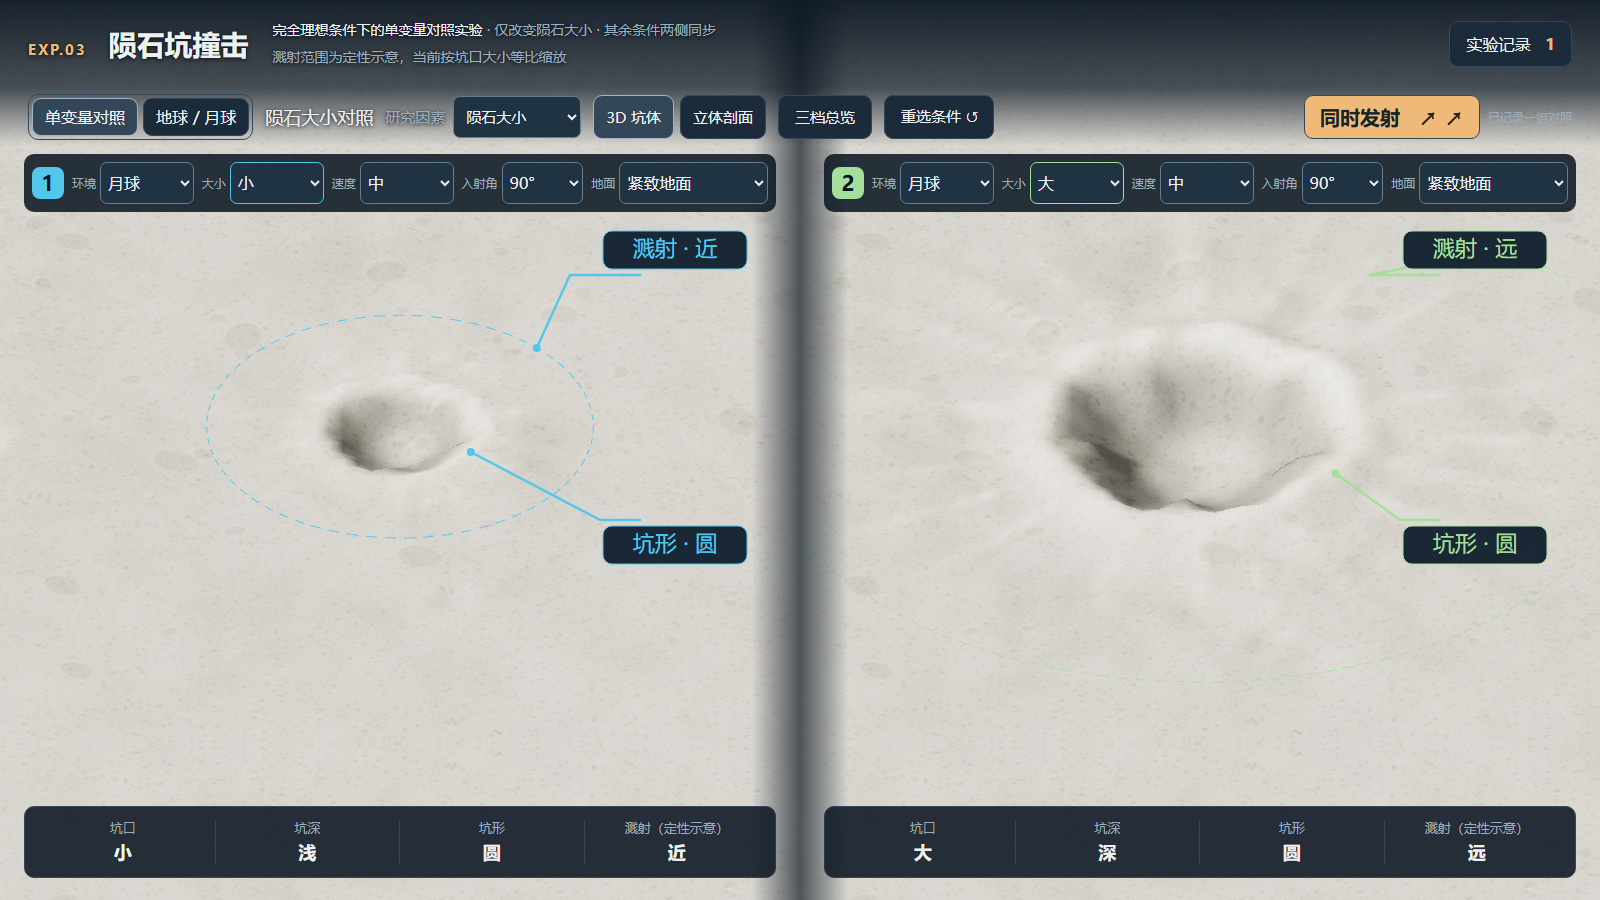 EXP.03
陨石坑撞击
完全理想条件下的单变量对照实验 · 仅改变陨石大小 · 其余条件两侧同步
溅射范围为定性示意，当前按坑口大小等比缩放
实验记录 1
单变量对照 地球 / 月球 陨石大小对照 研究因素 陨石大小 3D 坑体 立体剖面 三档总览 重选条件 ↺ 同时发射 ↗ ↗ 已记录一组对照
1 环境 月球 大小 小 速度 中 入射角 90° 地面 紧致地面
2 环境 月球 大小 大 速度 中 入射角 90° 地面 紧致地面
溅射 · 近
溅射 · 远
坑形 · 圆
坑形 · 圆
坑口 坑深 坑形 溅射（定性示意）
小 浅 圆 近
坑口 坑深 坑形 溅射（定性示意）
大 深 圆 远